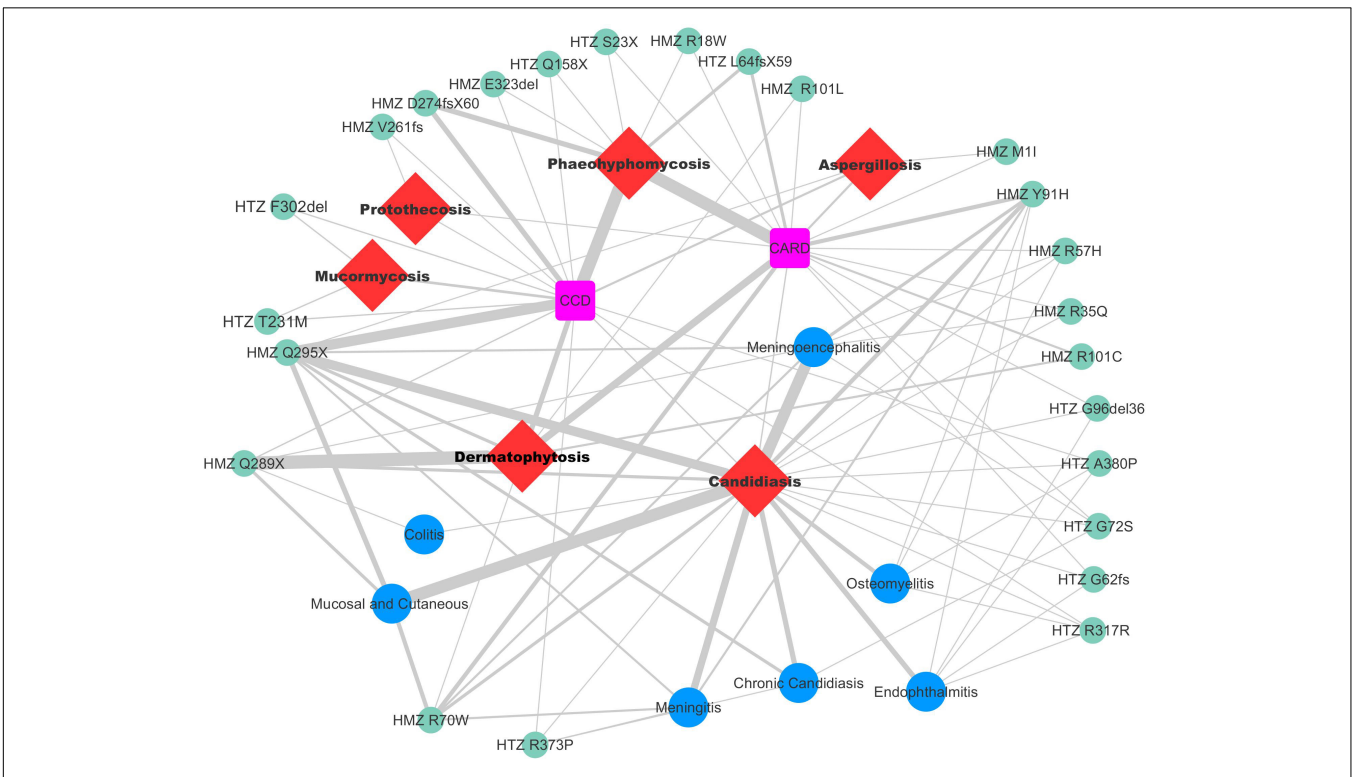 HTZ S23X
HMZ R18W
HTZ Q158X
HTZ L64fsX59
HMZ E323del
HMZ R101L
HMZ D274fsX60
HMZ V261fs
HMZ M1I
Phaeohyphomycosis
Aspergillosis
HMZ Y91H
HTZ F302del
Protothecosis
CARD
HMZ R57H
Mucormycosis
CCD
HTZ T231M
HMZ R35Q
HMZ Q295X
Meningoencephalitis
HMZ R101C
HTZ G96del36
HMZ Q289X
Dermatophytosis
HTZ A380P
Candidiasis
Colitis
HTZ G72S
Osteomyelitis
HTZ G62fs
Mucosal and Cutaneous
HTZ R317R
Chronic Candidiasis
Endophthalmitis
HMZ R70W
Meningitis
HTZ R373P